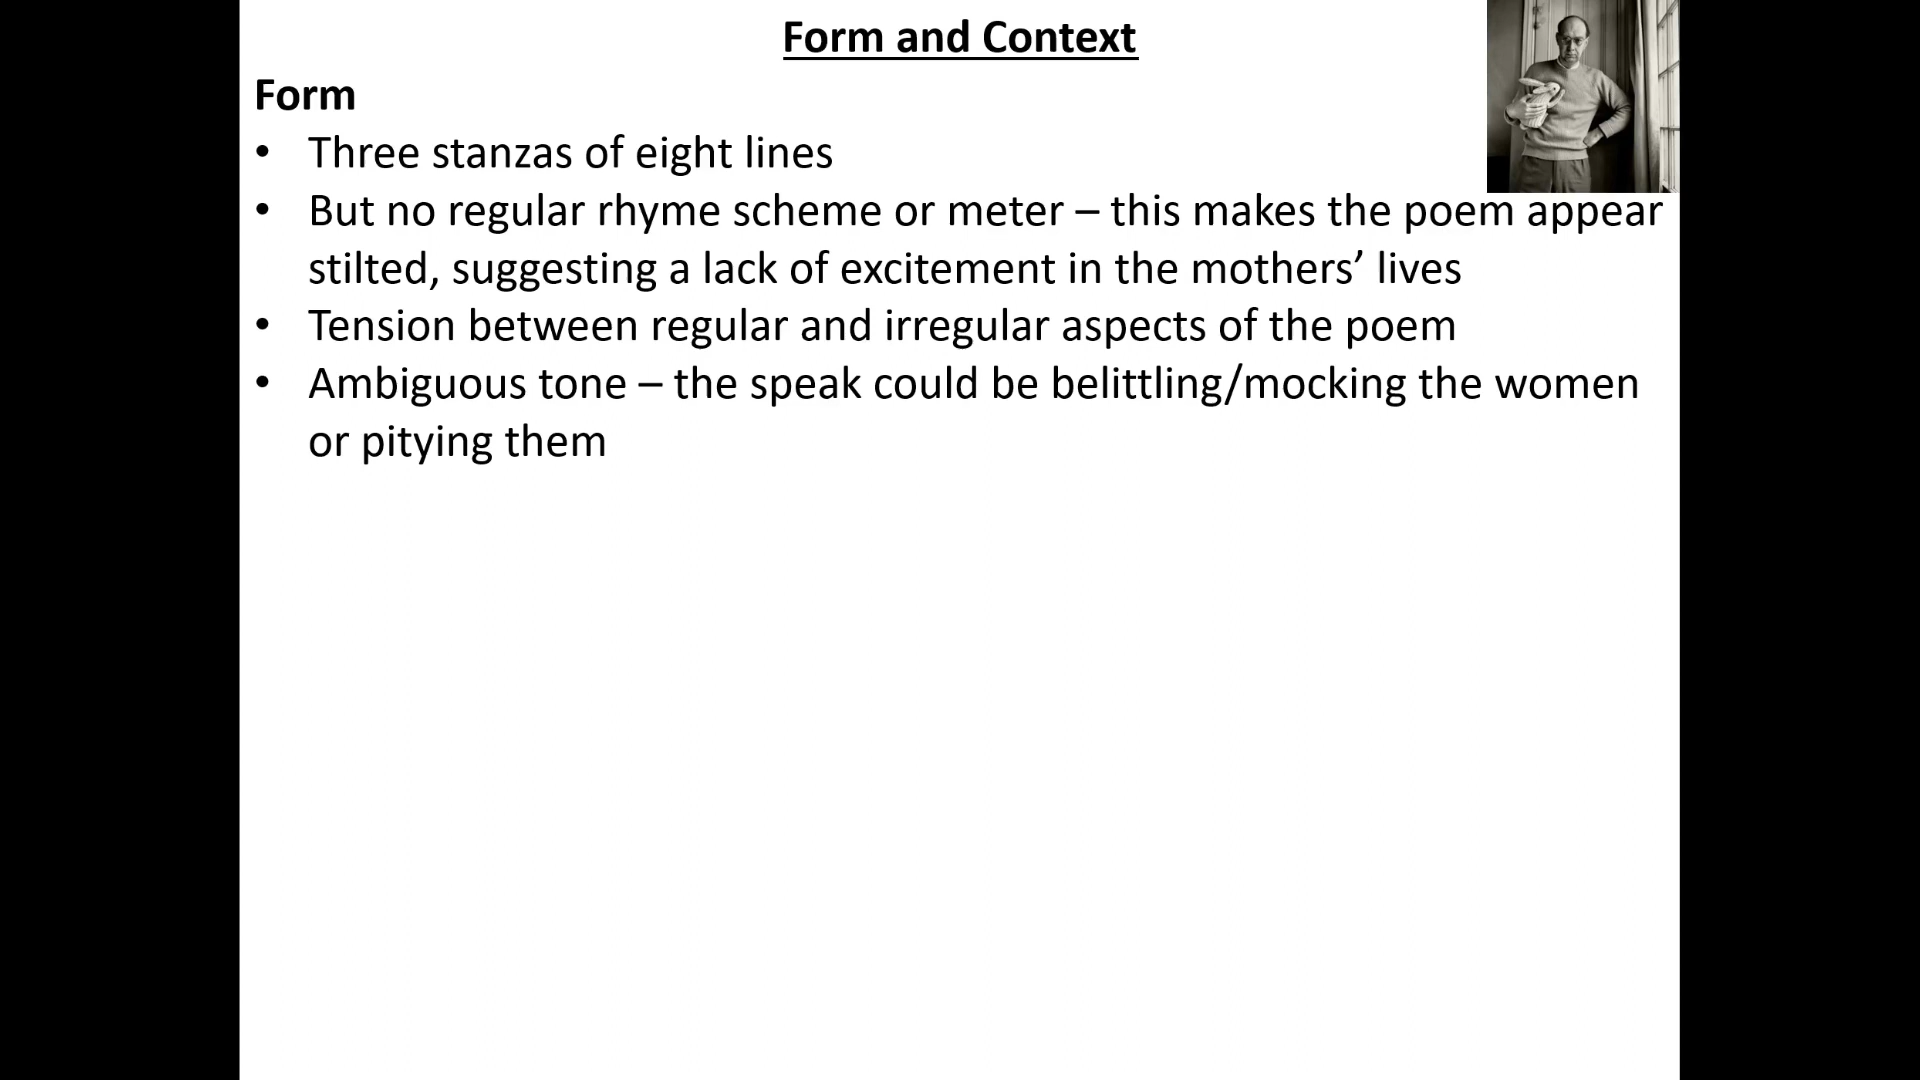 Form and Context
Form
• Three stanzas of eight lines
• But no regular rhyme scheme or meter – this makes the poem appear
stilted, suggesting a lack of excitement in the mothers’ lives
• Tension between regular and irregular aspects of the poem
• Ambiguous tone – the speak could be belittling/mocking the women
or pitying them